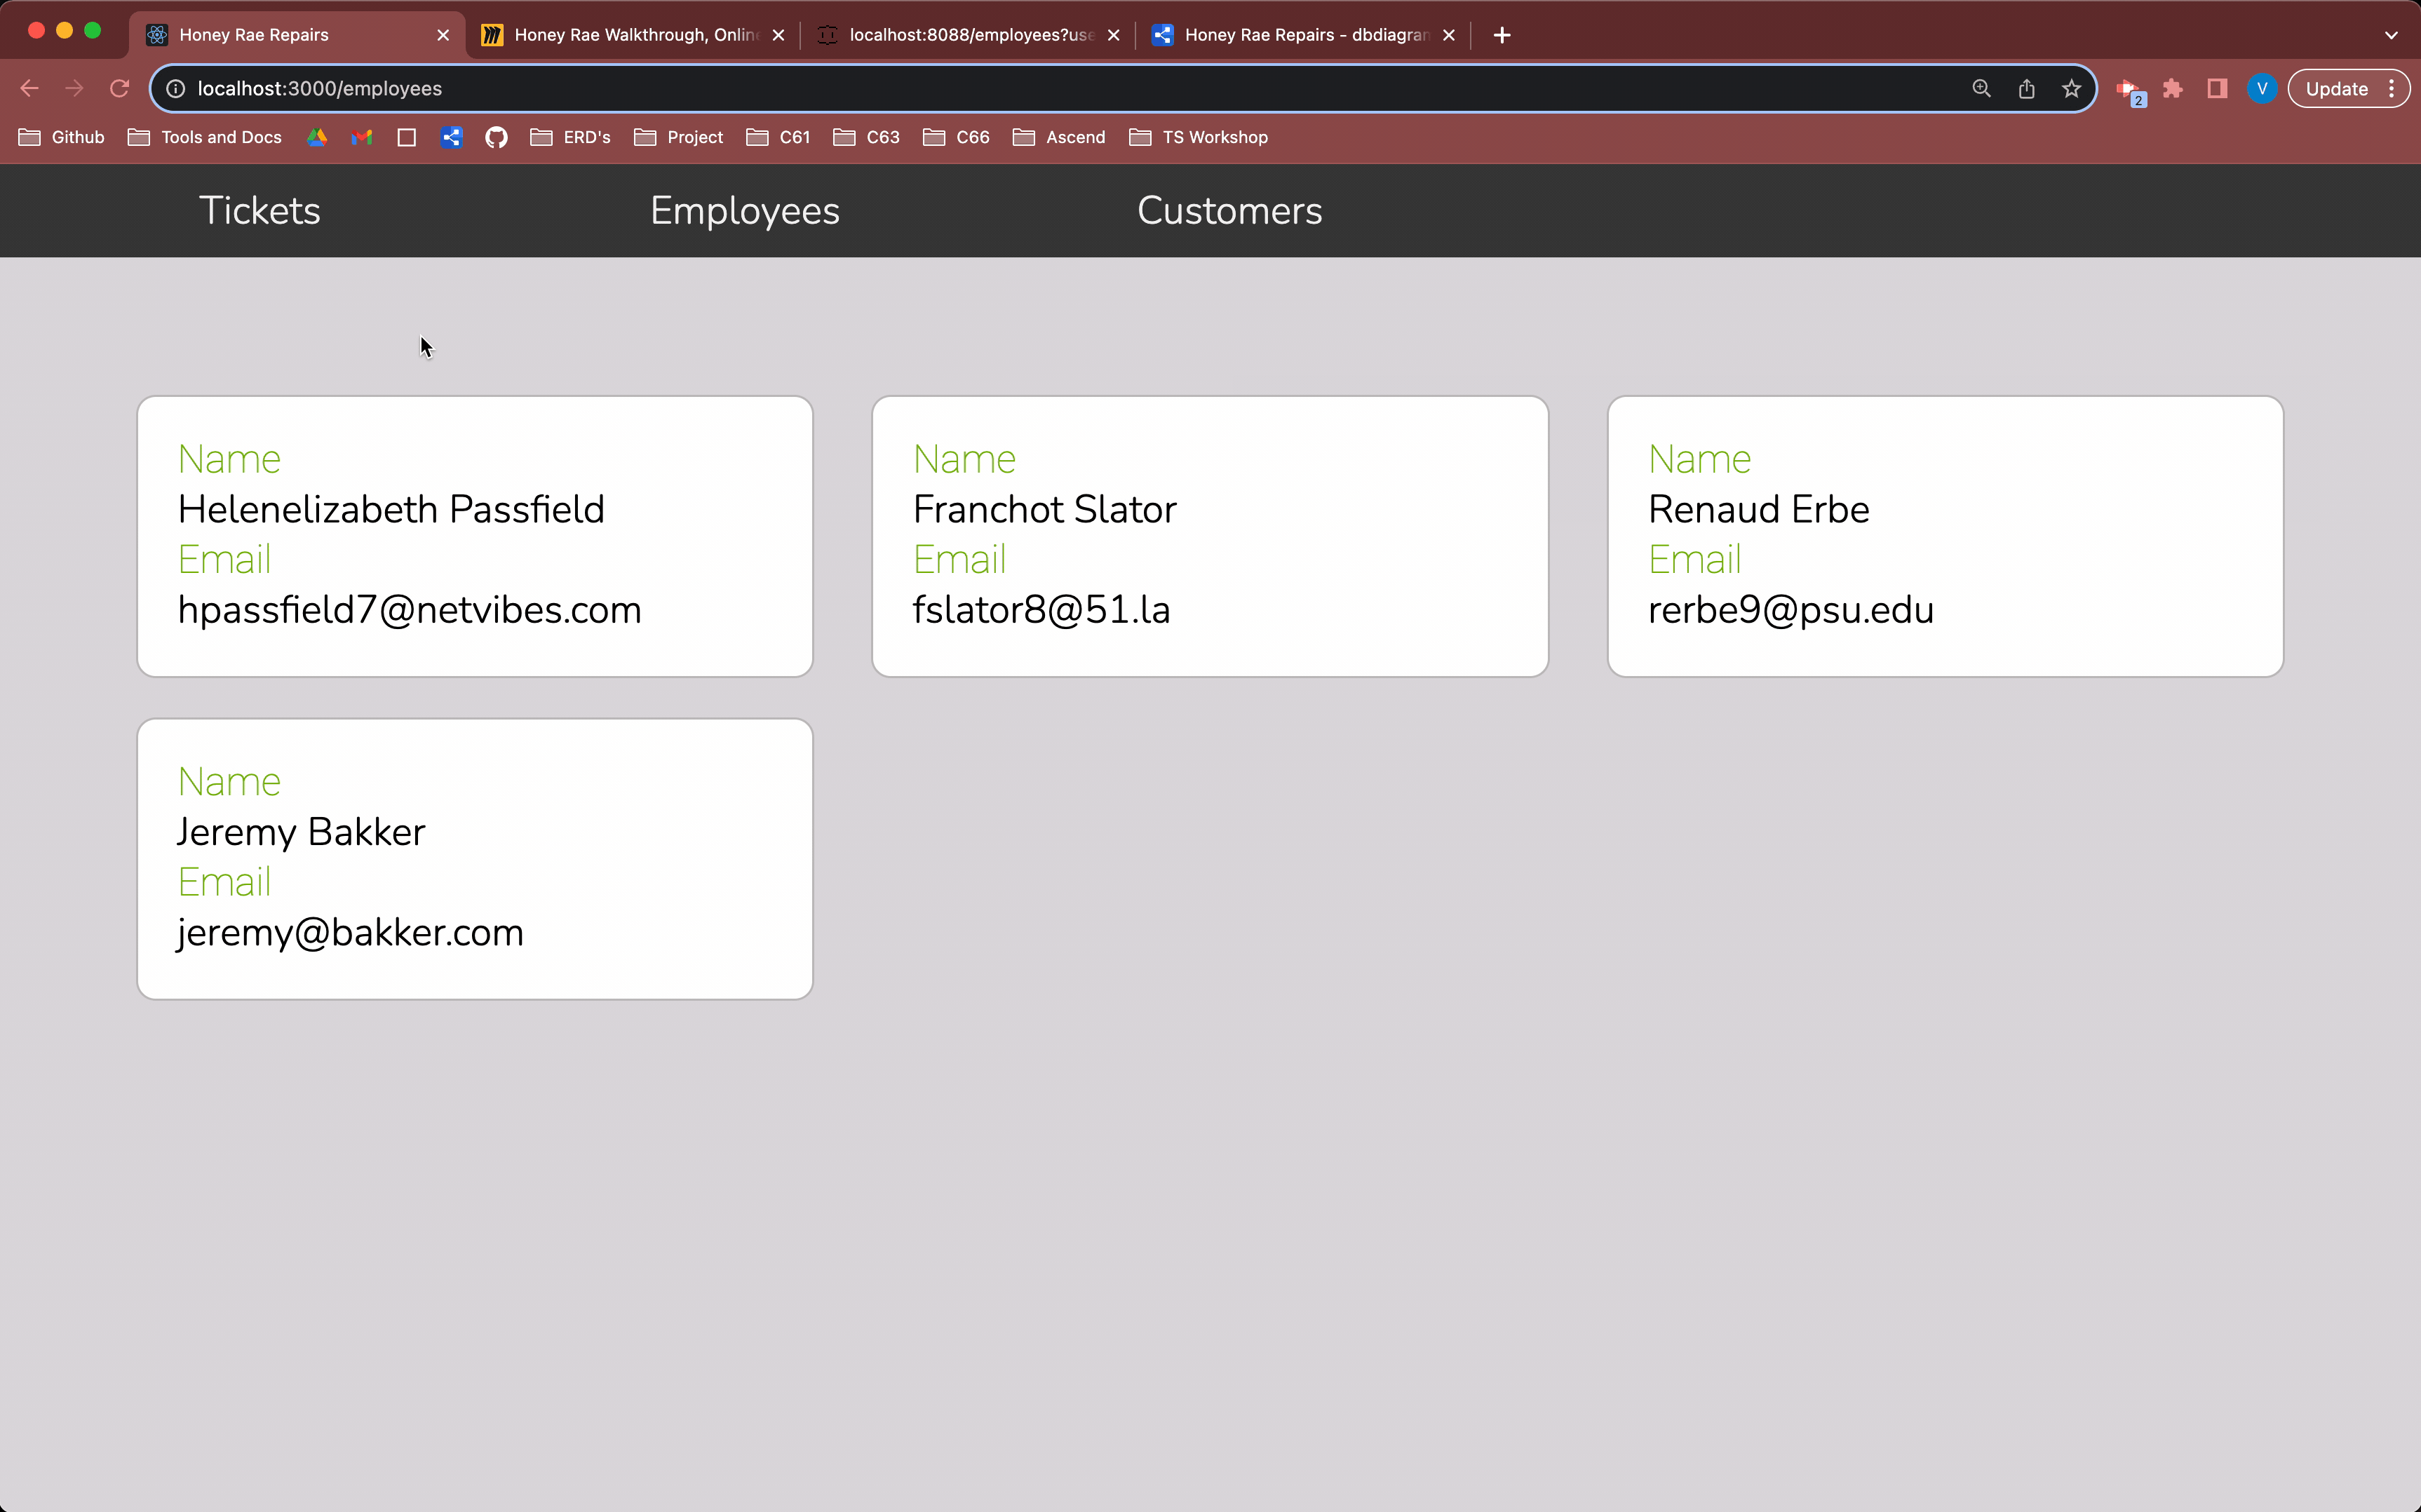 Honey Rae Repairs
Honey Rae Walkthrough, Onlin
localhost:8088/employees?use
Honey Rae Repairs - dbdiagram
localhost:3000/employees
2
V
Update
Github
Tools and Docs
ERD's
Project
C61
C63
C66
Ascend
TS Workshop
Tickets
Employees
Customers
Name
Helenelizabeth Passfield
Email
hpassfield7@netvibes.com
Name
Franchot Slator
Email
fslator8@51.la
Name
Renaud Erbe
Email
rerbe9@psu.edu
Name
Jeremy Bakker
Email
jeremy@bakker.com